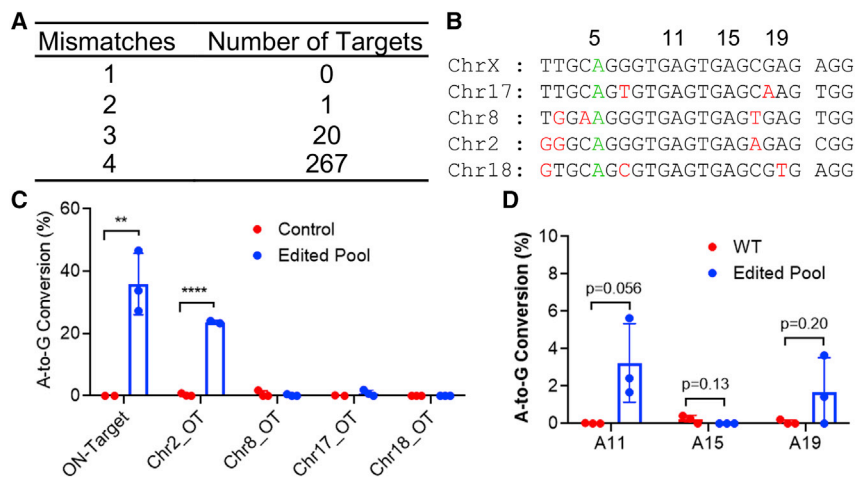 A
Mismatches Number of Targets
1 0
2 1
3 20
4 267
B
5 11 15 19
ChrX : TTGCAGGGTGAGTGAGCGAG AGG
Chr17: TTGCAGTGTGAGTGAGCAAG TGG
Chr8 : TGGAAGGGTGAGTGAGTGAG TGG
Chr2 : GGGCAGGGTGAGTGAGAGAG CGG
Chr18: GTGCAGCGTGAGTGAGCGTG AGG
C
A-to-G Conversion (%)
60
40
20
0
**
****
Control
Edited Pool
ON-Target
Chr2_OT
Chr8_OT
Chr17_OT
Chr18_OT
D
A-to-G Conversion (%)
10
8
6
4
2
0
WT
Edited Pool
p=0.056
p=0.13
p=0.20
A11
A15
A19